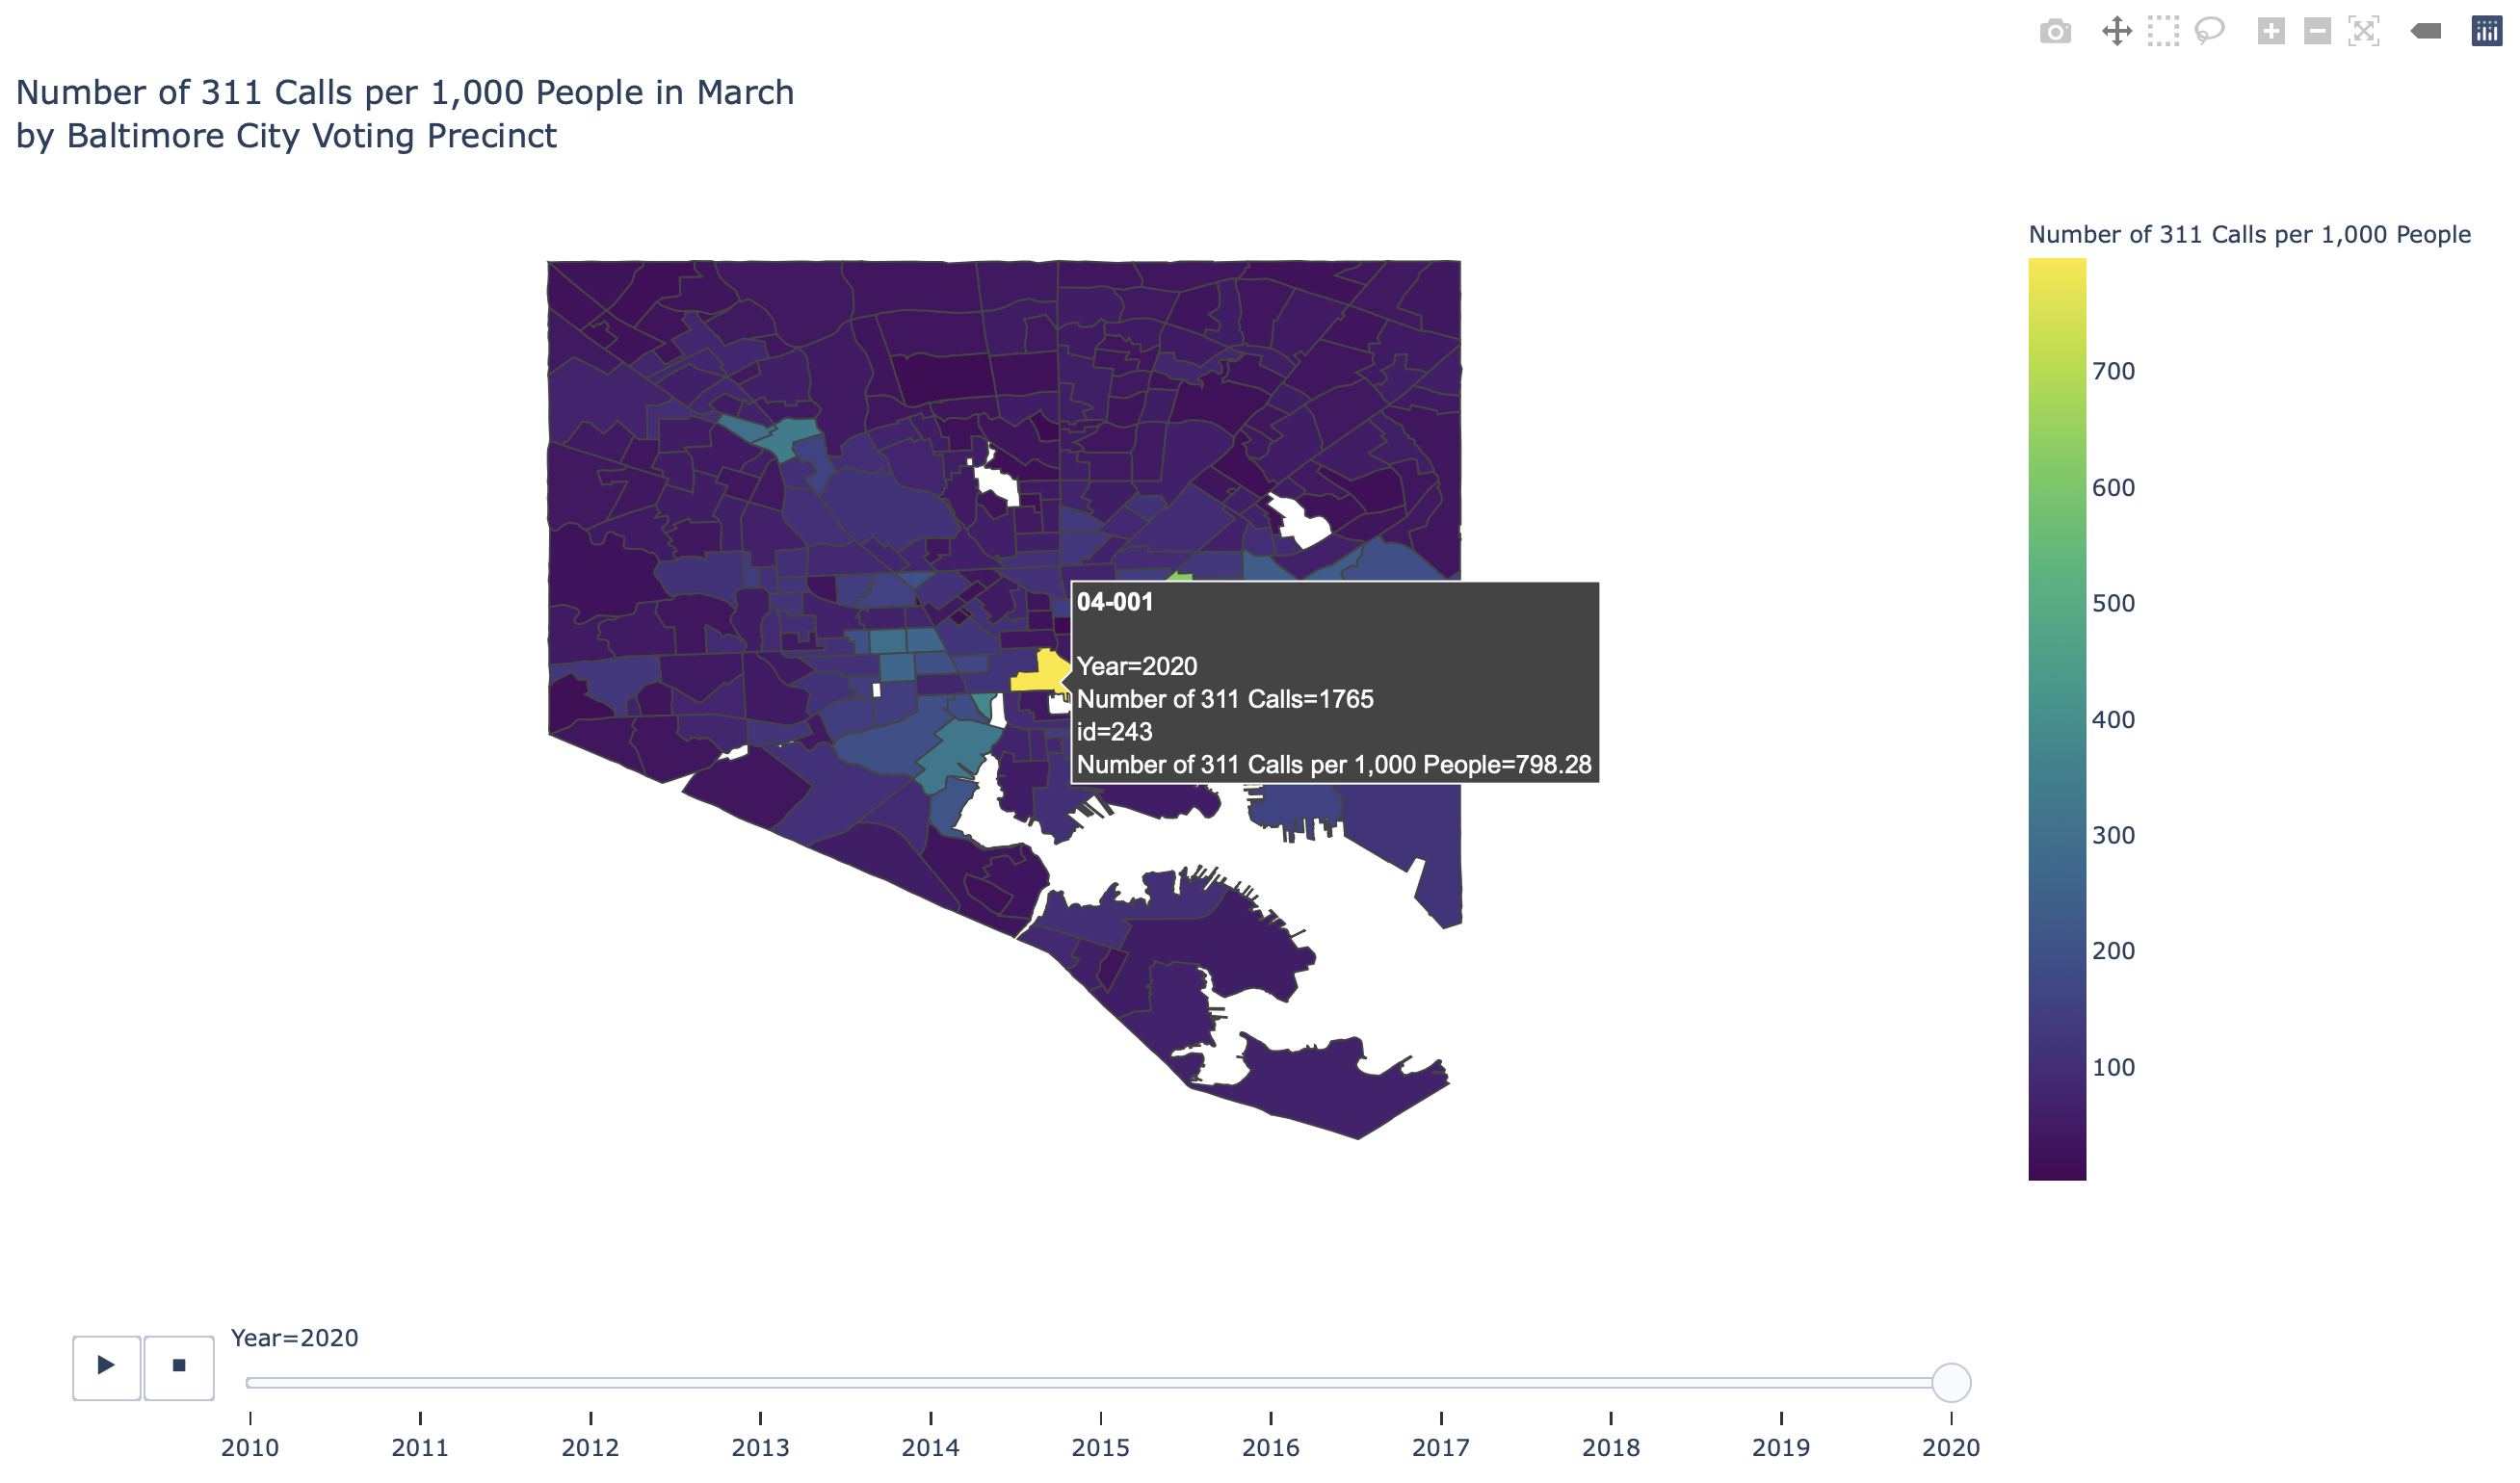 Number of 311 Calls per 1,000 People in March
by Baltimore City Voting Precinct
Number of 311 Calls per 1,000 People
700
600
500
400
300
200
100
04-001
Year=2020
Number of 311 Calls=1765
id=243
Number of 311 Calls per 1,000 People=798.28
Year=2020
2010 2011 2012 2013 2014 2015 2016 2017 2018 2019 2020